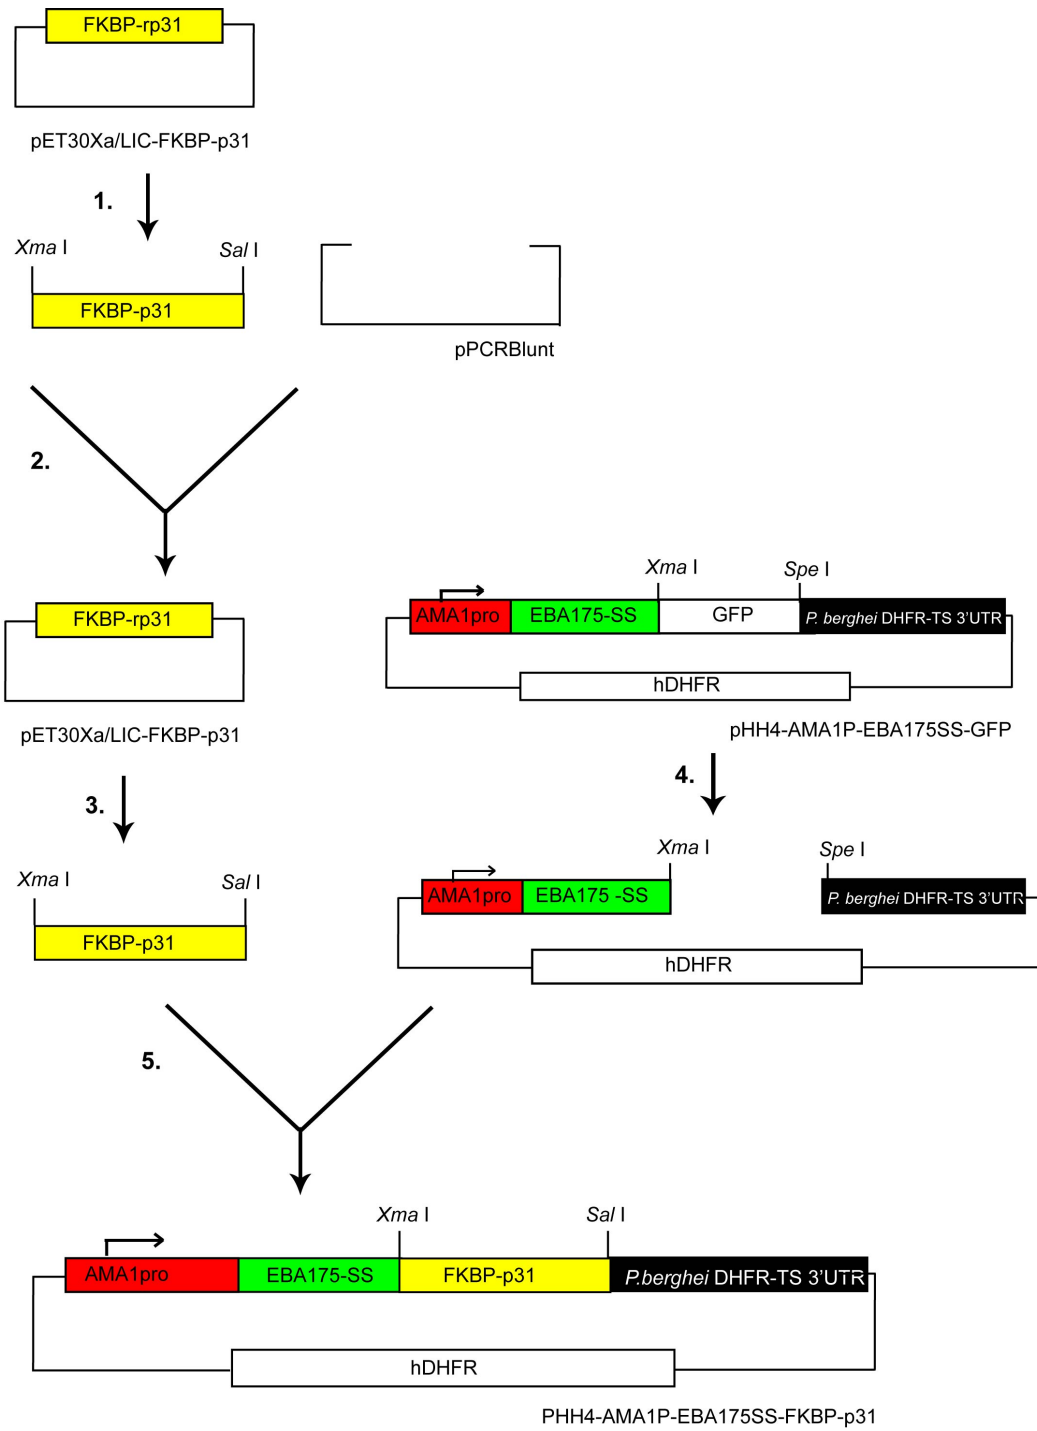 FKBP-rp31
pET30Xa/LIC-FKBP-p31
1.
Xma I
Sal I
FKBP-p31
pPCRBlunt
2.
FKBP-rp31
pET30Xa/LIC-FKBP-p31
Xma I
Spe I
AMA1pro
EBA175-SS
GFP
P. berghei DHFR-TS 3'UTR
hDHFR
pHH4-AMA1P-EBA175SS-GFP
3.
4.
Xma I
Sal I
FKBP-p31
Xma I
Spe I
AMA1pro
EBA175 -SS
P. berghei DHFR-TS 3'UTR
hDHFR
5.
Xma I
Sal I
AMA1pro
EBA175-SS
FKBP-p31
P.berghei DHFR-TS 3'UTR
hDHFR
PHH4-AMA1P-EBA175SS-FKBP-p31